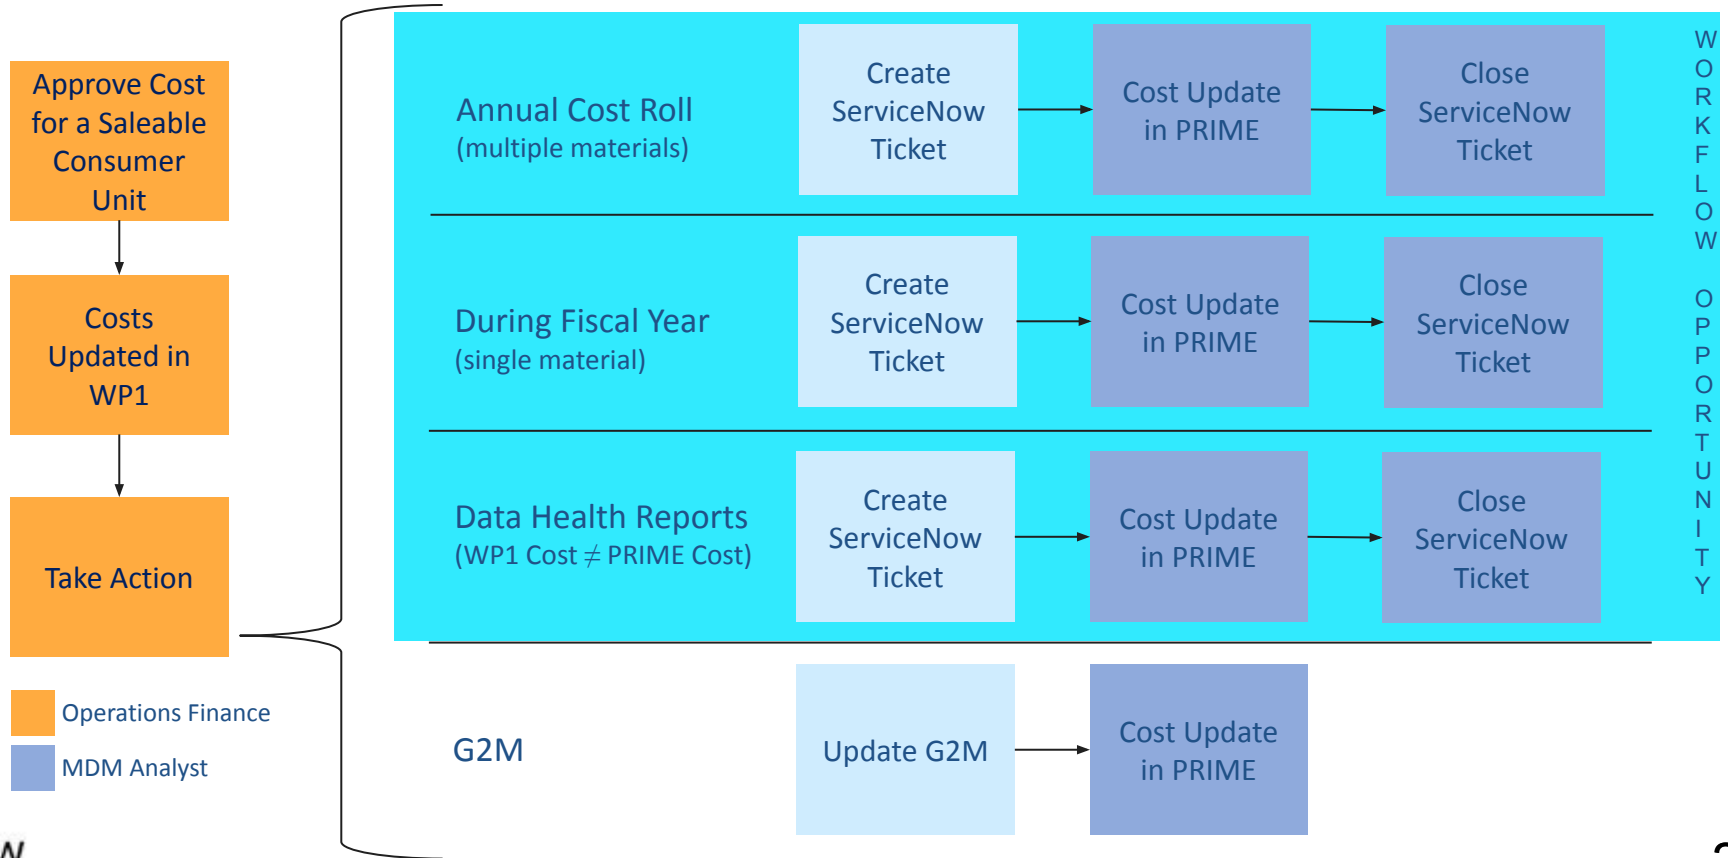 Approve Cost
for a Saleable
Consumer
Unit
Costs
Updated in
WP1
Take Action
Operations Finance
MDM Analyst
Annual Cost Roll
(multiple materials)
Create
ServiceNow
Ticket
Cost Update
in PRIME
Close
ServiceNow
Ticket
During Fiscal Year
(single material)
Create
ServiceNow
Ticket
Cost Update
in PRIME
Close
ServiceNow
Ticket
Data Health Reports
(WP1 Cost ≠ PRIME Cost)
Create
ServiceNow
Ticket
Cost Update
in PRIME
Close
ServiceNow
Ticket
G2M
Update G2M
Cost Update
in PRIME
WORKFLOW OPPORTUNITY